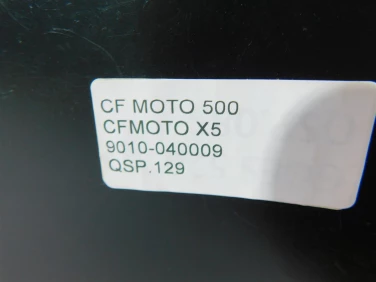 CF MOTO 500
CFMOTO X5
9010-040009
QSP.129